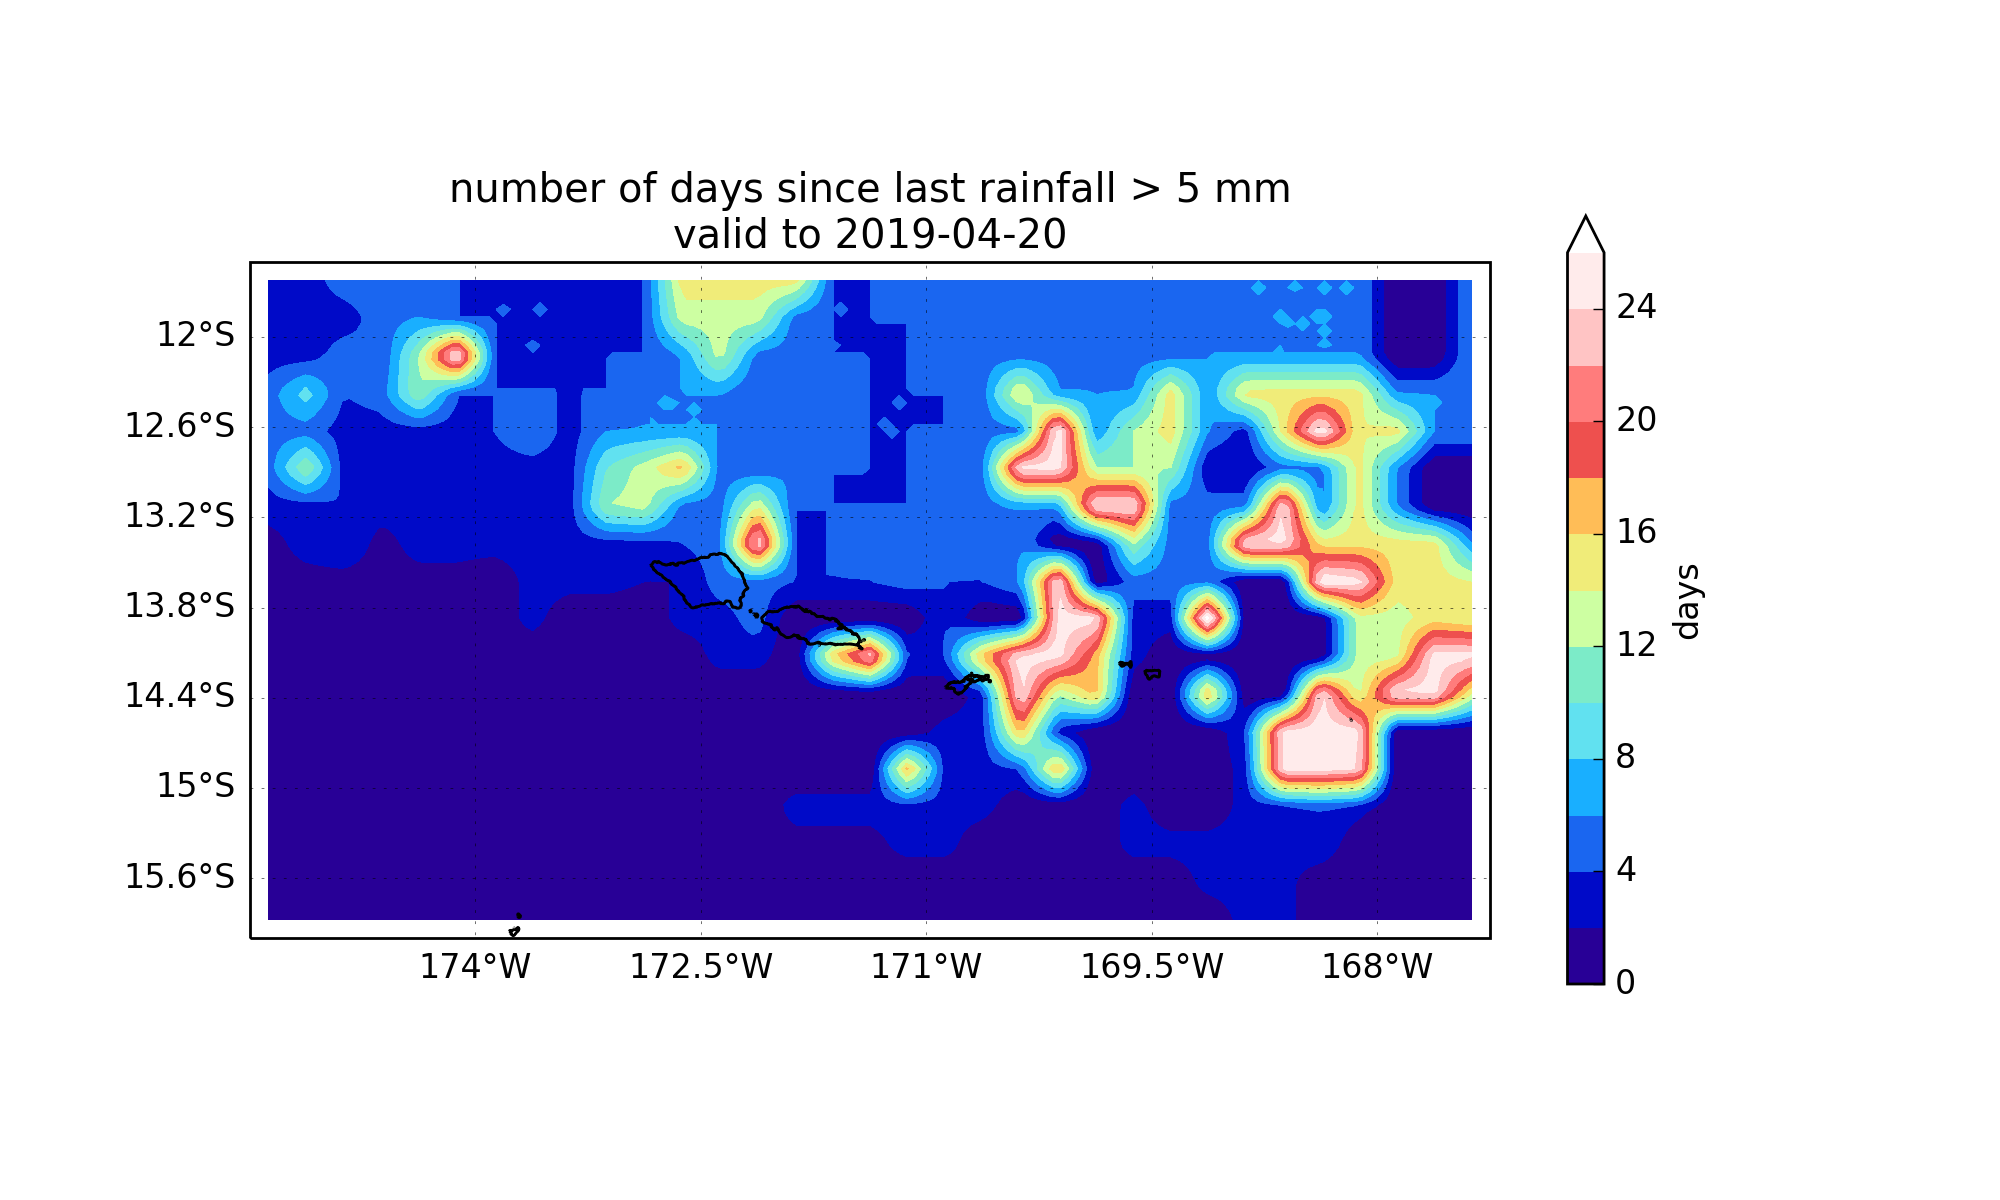 number of days since last rainfall > 5 mm
valid to 2019-04-20
12°S
12.6°S
13.2°S
13.8°S
14.4°S
15°S
15.6°S
174°W
172.5°W
171°W
169.5°W
168°W
24
20
16
12
8
4
0
days